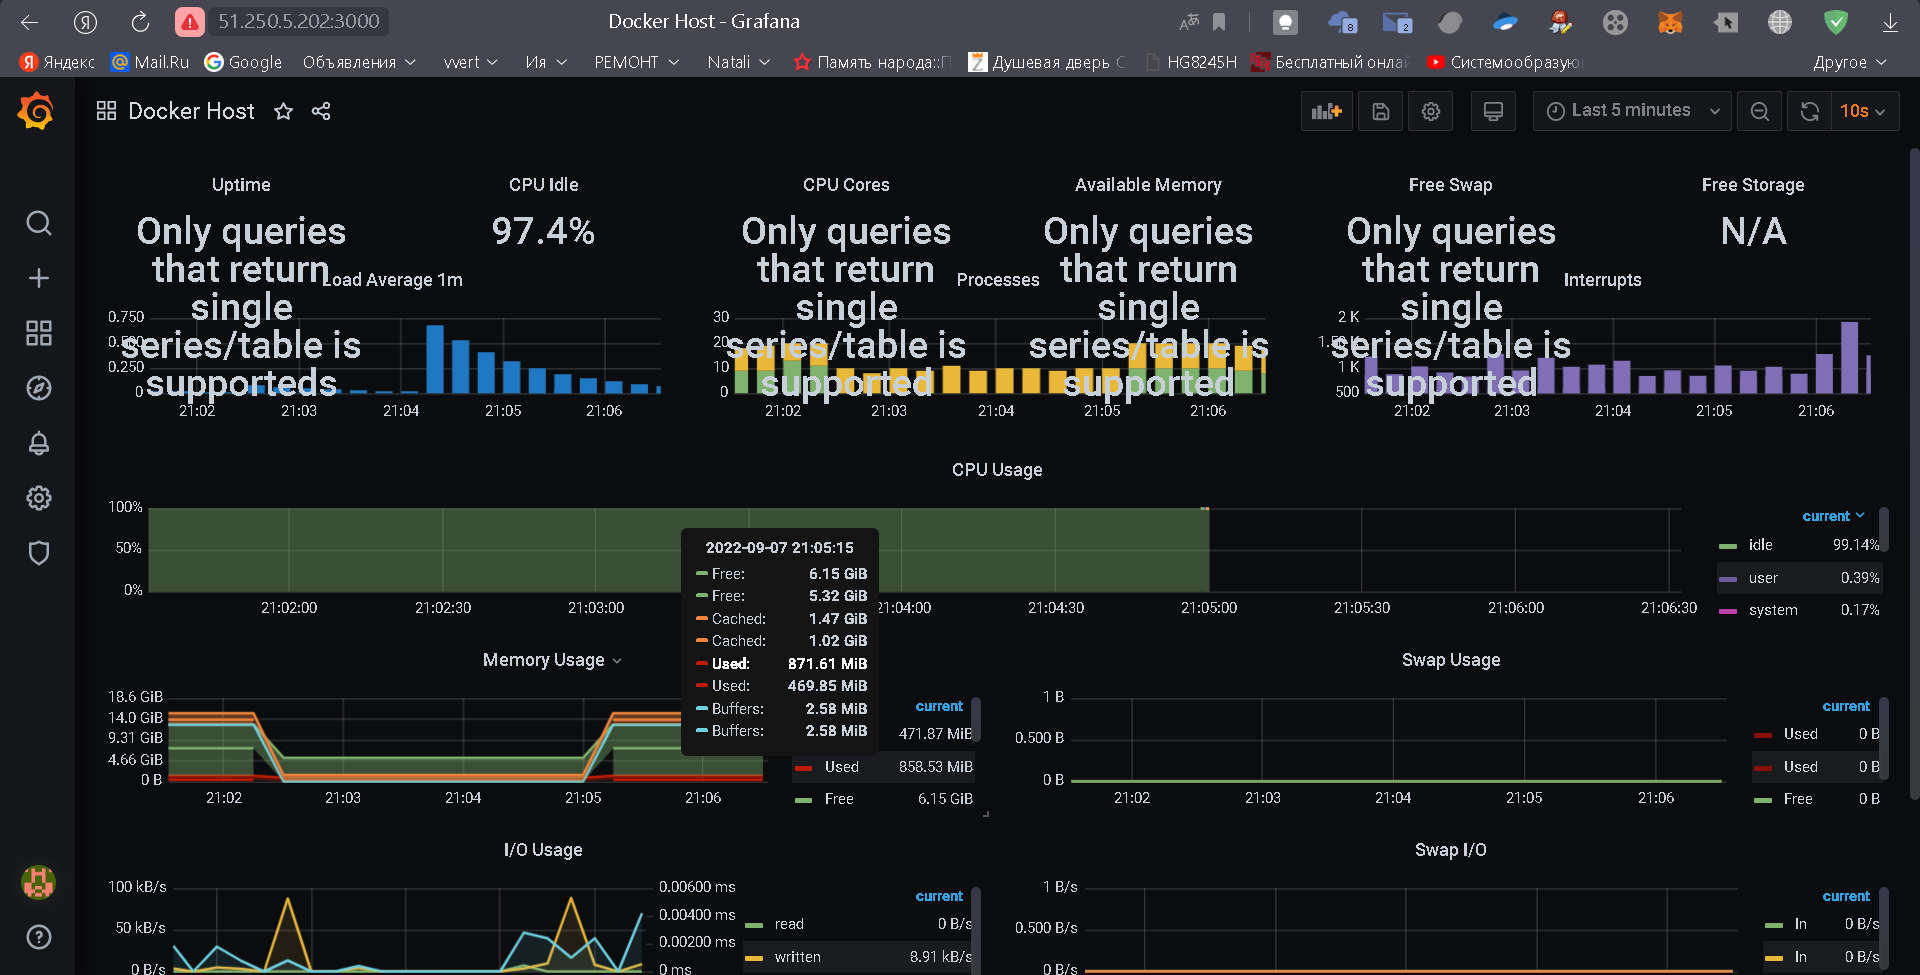 51.250.5.202:3000
Docker Host - Grafana
8
2
Яндекс
Mail.Ru
Google
Объявления
vvert
Ия
РЕМОНТ
Natali
Память народа::П
Душевая дверь С
HG8245H
Бесплатный онлай
Системообразую
Другое
Docker Host
Last 5 minutes
10s
Uptime
CPU Idle
CPU Cores
Available Memory
Free Swap
Free Storage
Only queries that return single series/table is supporteds
97.4%
Only queries that return single series/table is supported
Only queries that return single series/table is supported
Only queries that return single series/table is supported
N/A
Load Average 1m
0.750
0.500
0.250
0
21:02
21:03
21:04
21:05
21:06
Processes
30
20
10
0
21:02
21:03
21:04
21:05
21:06
Interrupts
2 K
1 K
500
21:02
21:03
21:04
21:05
21:06
CPU Usage
100%
50%
0%
21:02:00
21:02:30
21:03:00
21:04:00
21:04:30
21:05:00
21:05:30
21:06:00
21:06:30
current
idle 99.14%
user 0.39%
system 0.17%
2022-09-07 21:05:15
Free: 6.15 GiB
Free: 5.32 GiB
Cached: 1.47 GiB
Cached: 1.02 GiB
Used: 871.61 MiB
Used: 469.85 MiB
Buffers: 2.58 MiB
Buffers: 2.58 MiB
Memory Usage
18.6 GiB
14.0 GiB
9.31 GiB
4.66 GiB
0 B
21:02
21:03
21:04
21:05
21:06
current
471.87 MiB
Used 858.53 MiB
Free 6.15 GiB
Swap Usage
1 B
0.500 B
0 B
21:02
21:03
21:04
21:05
21:06
current
Used 0 B
Used 0 B
Free 0 B
I/O Usage
100 kB/s
50 kB/s
0 B/s
0.00600 ms
0.00400 ms
0.00200 ms
0 ms
current
read 0 B/s
written 8.91 kB/s
Swap I/O
1 B/s
0.500 B/s
0 B/s
current
In 0 B/s
In 0 B/s